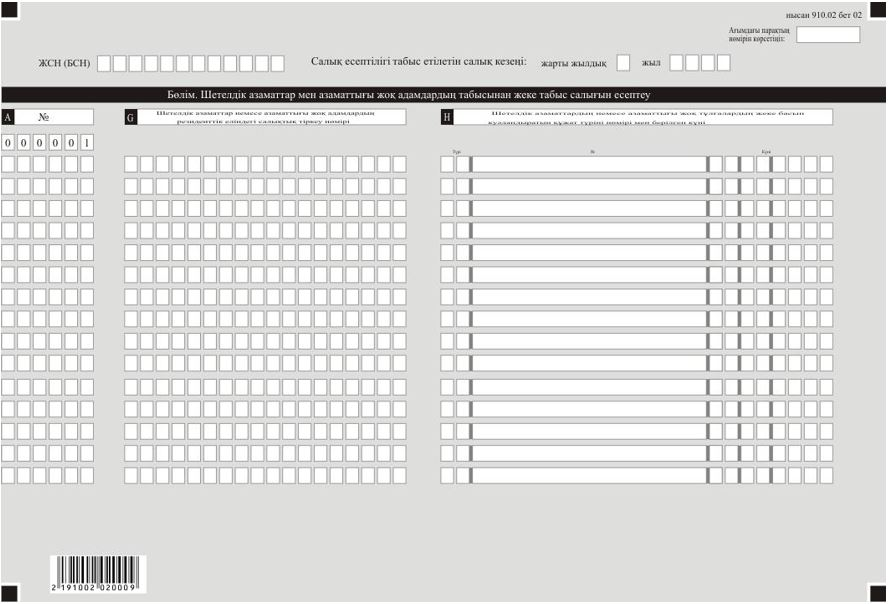 нысан 910.02 бет 02
Ағымдағы парақтың
нөмірін көрсетіңіз:
ЖСН (БСН) Салық есептілігі табыс етілетін салық кезеңі: жарты жылдық жыл
Бөлім. Шетелдік азаматтар мен азаматтығы жоқ адамдардың табысынан жеке табыс салығын есептеу
A №
G Шетелдік азаматтар немесе азаматтығы жоқ адамдардың
резиденттік еліндегі салықтық тіркеу нөмірі
H Шетелдік азаматтардың немесе азаматтығы жоқ тұлғалардың жеке басын
куәландыратын құжат түрінің нөмірі мен берілген күні
0 0 0 0 0 1
Түрі № Күні
2 191002 020009